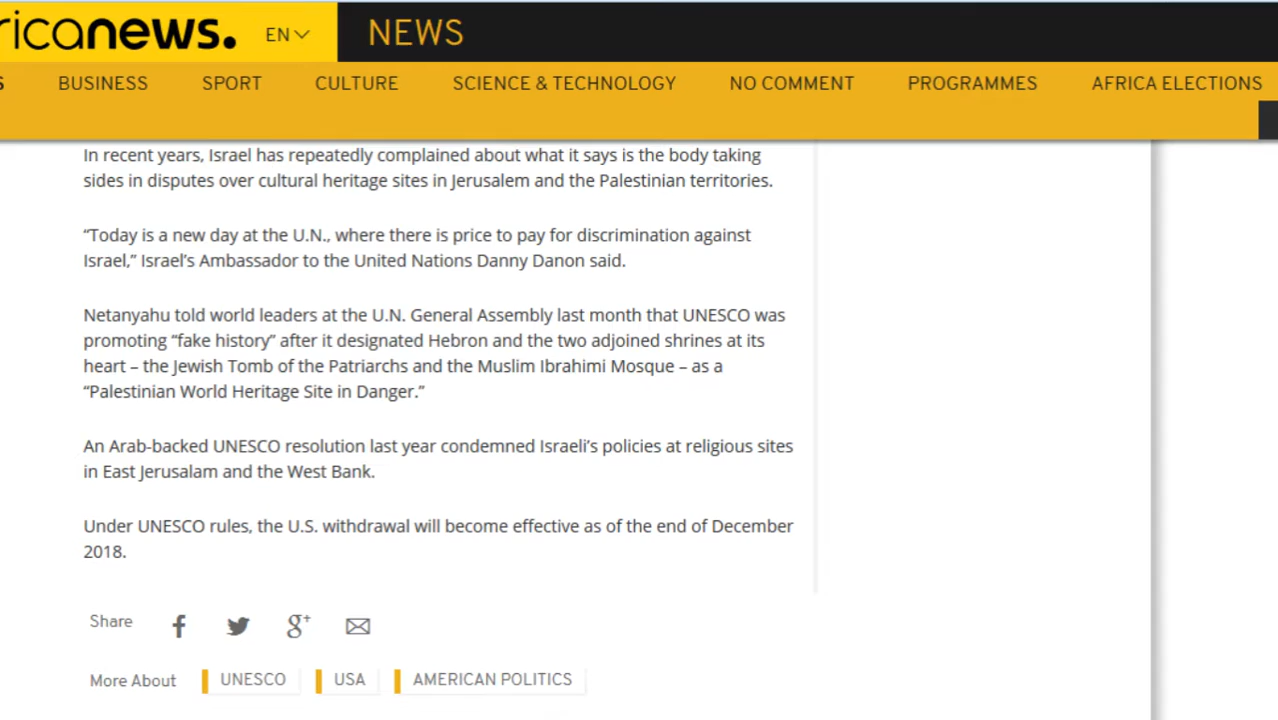 ricanews. EN NEWS
S BUSINESS SPORT CULTURE SCIENCE & TECHNOLOGY NO COMMENT PROGRAMMES AFRICA ELECTIONS
In recent years, Israel has repeatedly complained about what it says is the body taking
sides in disputes over cultural heritage sites in Jerusalem and the Palestinian territories.
“Today is a new day at the U.N., where there is price to pay for discrimination against
Israel,” Israel’s Ambassador to the United Nations Danny Danon said.
Netanyahu told world leaders at the U.N. General Assembly last month that UNESCO was
promoting “fake history” after it designated Hebron and the two adjoined shrines at its
heart – the Jewish Tomb of the Patriarchs and the Muslim Ibrahimi Mosque – as a
“Palestinian World Heritage Site in Danger.”
An Arab-backed UNESCO resolution last year condemned Israeli’s policies at religious sites
in East Jerusalam and the West Bank.
Under UNESCO rules, the U.S. withdrawal will become effective as of the end of December
2018.
Share f g+
More About UNESCO USA AMERICAN POLITICS